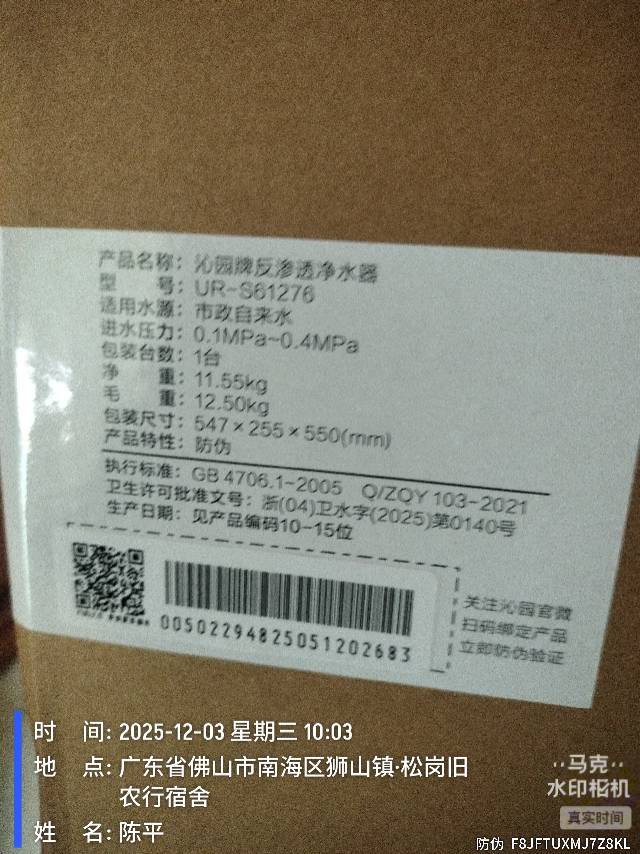 产品名称：沁园牌反渗透净水器
型　　号：UR-S61276
适用水源：市政自来水
进水压力：0.1MPa~0.4MPa
包装台数：1台
净　　重：11.55kg
毛　　重：12.50kg
包装尺寸：547×255×550(mm)
产品特性：防伪
执行标准：GB 4706.1-2005　Q/ZQY 103-2021
卫生许可批准文号：浙(04)卫水字(2025)第0140号
生产日期：见产品编码10-15位
00502294825051202683
关注沁园官微
扫码绑定产品
立即防伪验证
时　间：2025-12-03 星期三 10:03
地　点：广东省佛山市南海区狮山镇·松岗旧
农行宿舍
姓　名：陈平
马克
水印相机
真实时间
防伪 F8JFTUXMJ7Z8KL